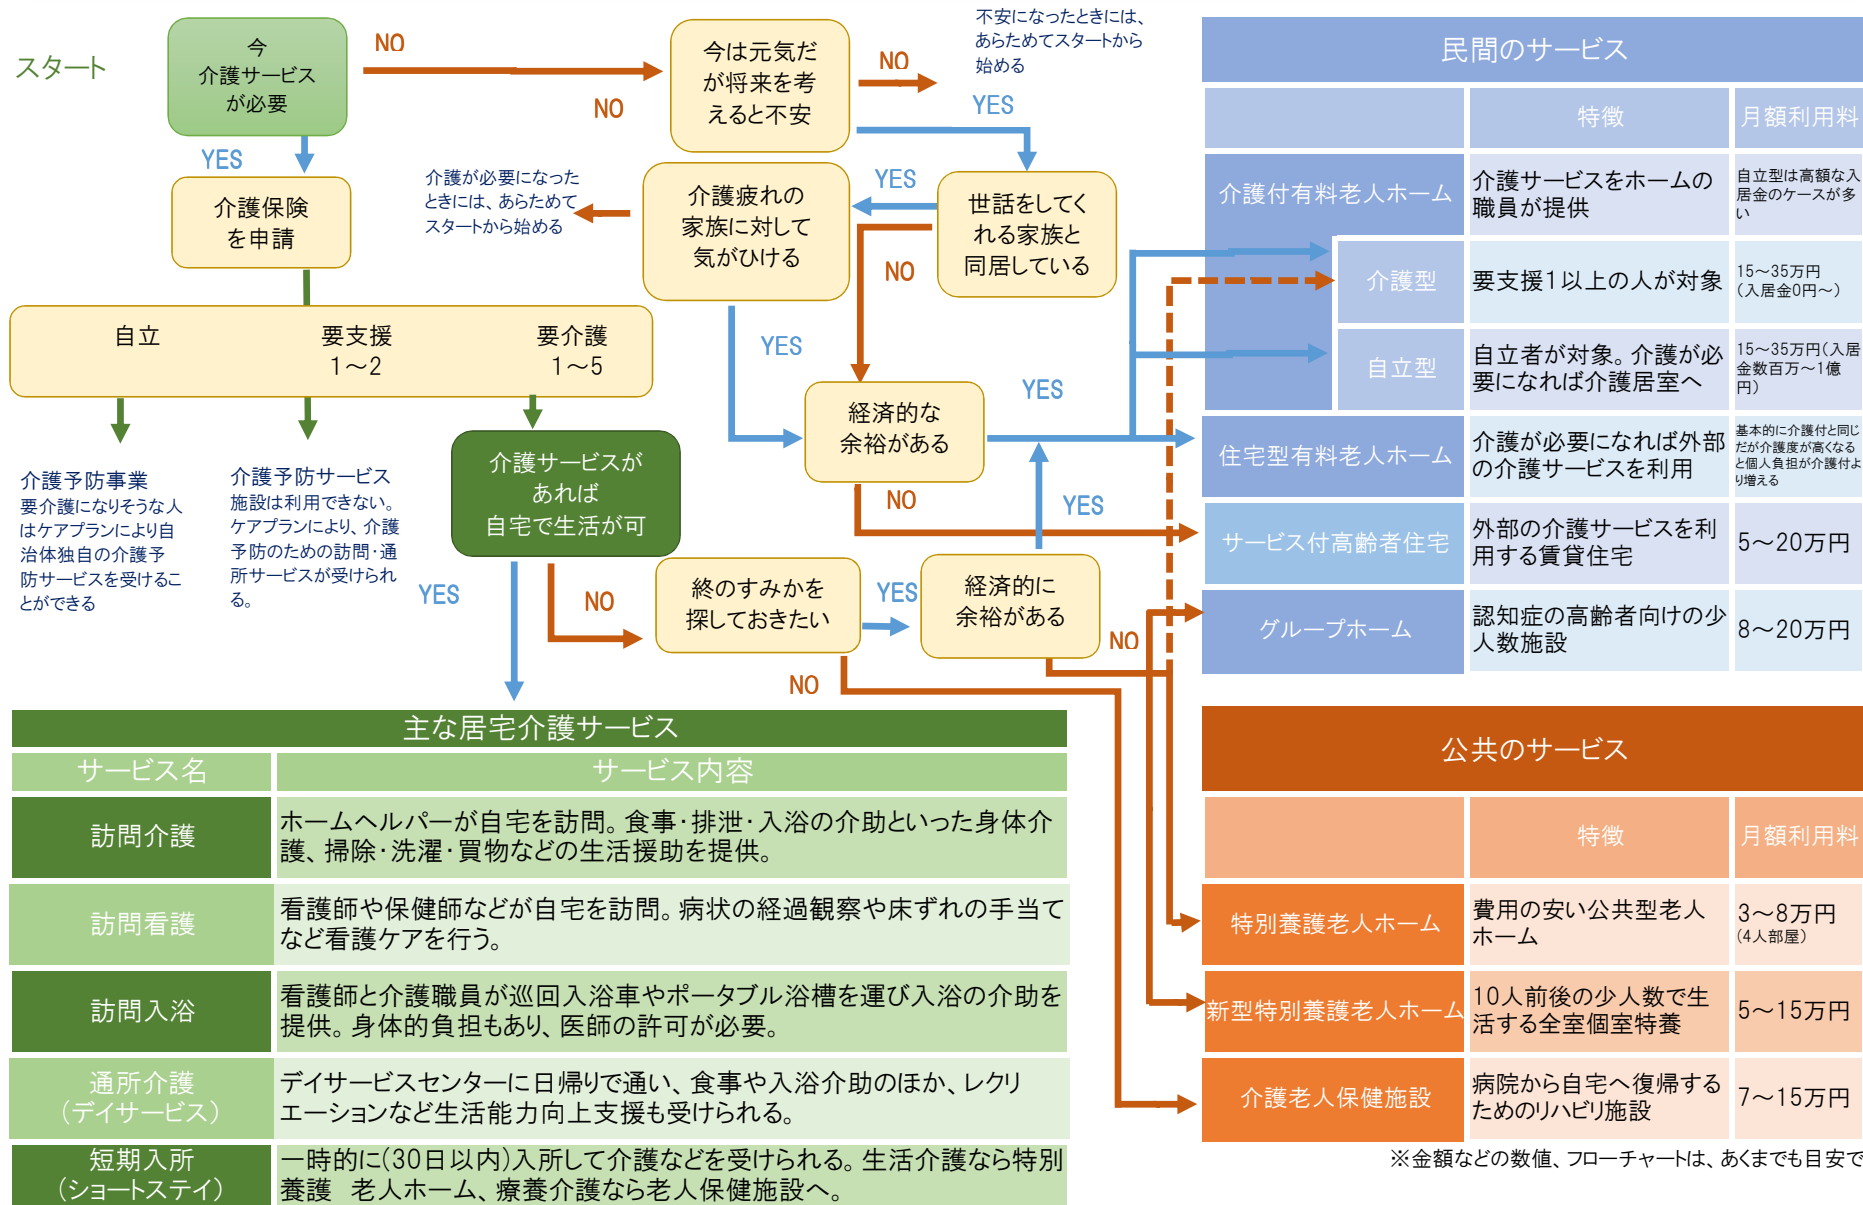 スタート
今
介護サービス
が必要
NO
NO
今は元気だ
が将来を考
えると不安
NO
不安になったときには、
あらためてスタートから
始める
YES
YES
介護保険
を申請
介護が必要になった
ときには、あらためて
スタートから始める
介護疲れの
家族に対して
気がひける
YES
世話をしてく
れる家族と
同居している
NO
自立
要支援
1～2
要介護
1～5
YES
経済的な
余裕がある
YES
NO
介護予防事業
要介護になりそうな人
はケアプランにより自
治体独自の介護予
防サービスを受けるこ
とができる
介護予防サービス
施設は利用できない。
ケアプランにより、介護
予防のための訪問・通
所サービスが受けられ
る。
介護サービスが
あれば
自宅で生活が可
YES
NO
終のすみかを
探しておきたい
YES
経済的に
余裕がある
YES
NO
NO
民間のサービス
特徴
月額利用料
介護付有料老人ホーム
介護サービスをホームの
職員が提供
自立型は高額な入
居金のケースが多
い
介護型
要支援1以上の人が対象
15～35万円
（入居金0円～）
自立型
自立者が対象。介護が必
要になれば介護居室へ
15～35万円（入居
金数百万～1億
円）
住宅型有料老人ホーム
介護が必要になれば外部
の介護サービスを利用
基本的に介護付と同じ
だが介護度が高くなる
と個人負担が介護付よ
り増える
サービス付高齢者住宅
外部の介護サービスを利
用する賃貸住宅
5～20万円
グループホーム
認知症の高齢者向けの少
人数施設
8～20万円
主な居宅介護サービス
サービス名
サービス内容
訪問介護
ホームヘルパーが自宅を訪問。食事・排泄・入浴の介助といった身体介
護、掃除・洗濯・買物などの生活援助を提供。
訪問看護
看護師や保健師などが自宅を訪問。病状の経過観察や床ずれの手当て
など看護ケアを行う。
訪問入浴
看護師と介護職員が巡回入浴車やポータブル浴槽を運び入浴の介助を
提供。身体的負担もあり、医師の許可が必要。
通所介護
（デイサービス）
デイサービスセンターに日帰りで通い、食事や入浴介助のほか、レクリ
エーションなど生活能力向上支援も受けられる。
短期入所
（ショートステイ）
一時的に（30日以内）入所して介護などを受けられる。生活介護なら特別
養護　老人ホーム、療養介護なら老人保健施設へ。
公共のサービス
特徴
月額利用料
特別養護老人ホーム
費用の安い公共型老人
ホーム
3～8万円
（4人部屋）
新型特別養護老人ホーム
10人前後の少人数で生
活する全室個室特養
5～15万円
介護老人保健施設
病院から自宅へ復帰する
ためのリハビリ施設
7～15万円
※金額などの数値、フローチャートは、あくまでも目安で